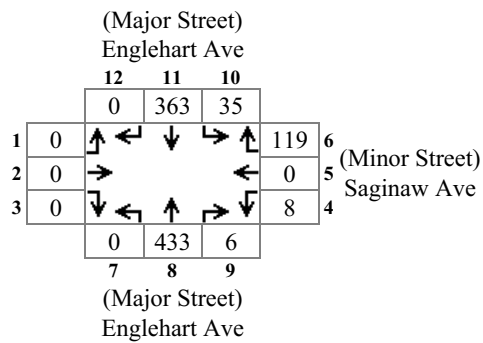 (Major Street)
Englehart Ave
12 11 10
0 363 35
1 0 119 6
2 0 0 5
3 0 8 4
(Minor Street)
Saginaw Ave
0 433 6
7 8 9
(Major Street)
Englehart Ave